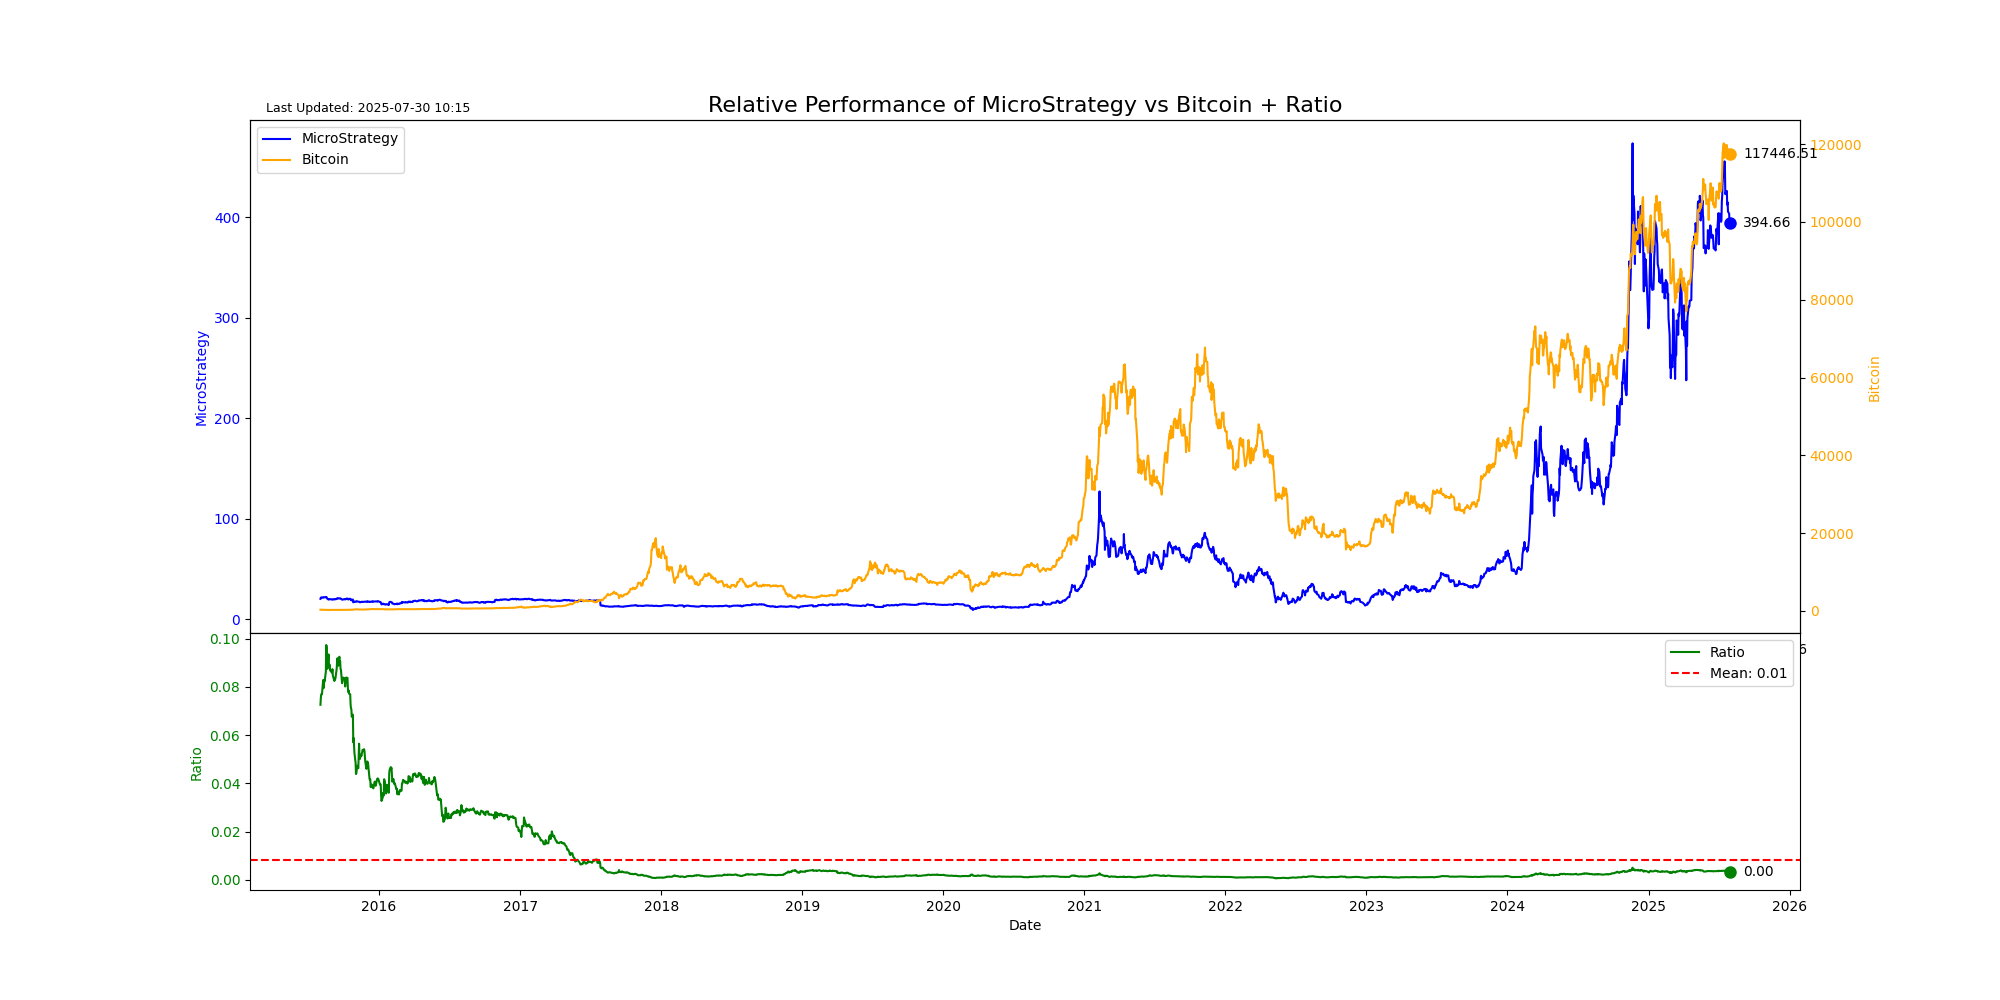 Relative Performance of MicroStrategy vs Bitcoin + Ratio
Last Updated: 2025-07-30 10:15
MicroStrategy
Bitcoin
MicroStrategy
400
300
200
100
0
120000
100000
80000
60000
40000
20000
0
Bitcoin
117446.51
394.66
6
Ratio
Mean: 0.01
Ratio
0.10
0.08
0.06
0.04
0.02
0.00
0.00
2016 2017 2018 2019 2020 2021 2022 2023 2024 2025 2026
Date